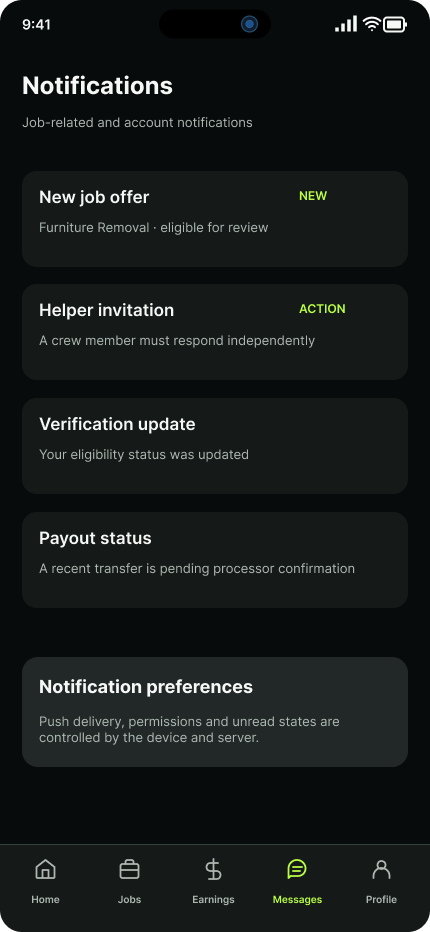 9:41
Notifications
Job-related and account notifications
New job offer
NEW
Furniture Removal · eligible for review
Helper invitation
ACTION
A crew member must respond independently
Verification update
Your eligibility status was updated
Payout status
A recent transfer is pending processor confirmation
Notification preferences
Push delivery, permissions and unread states are
controlled by the device and server.
Home
Jobs
Earnings
Messages
Profile